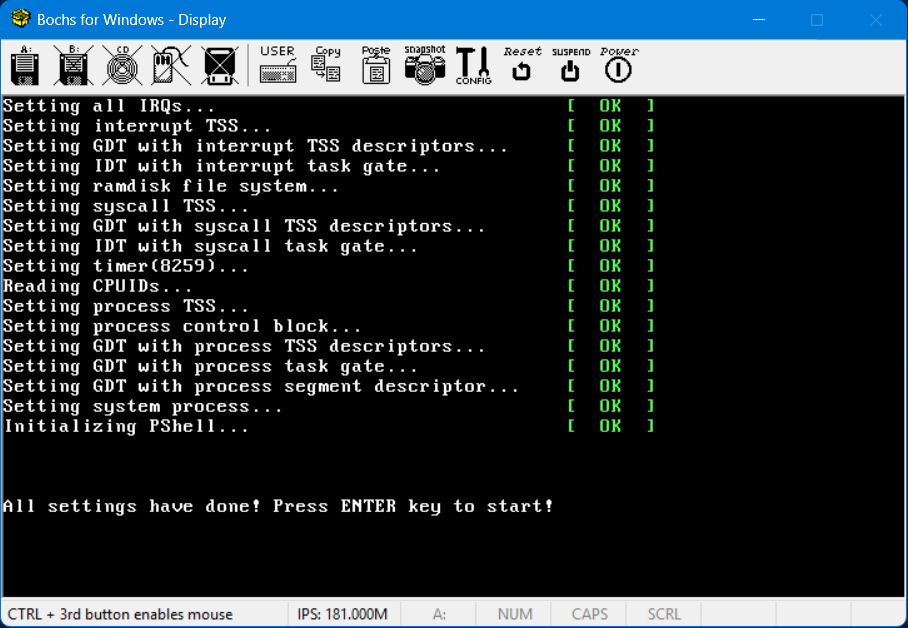 Bochs for Windows - Display
A: B: CD USER Copy Paste snapshot CONFIG Reset SUSPEND Power
Setting all IRQs... [ OK ]
Setting interrupt TSS... [ OK ]
Setting GDT with interrupt TSS descriptors... [ OK ]
Setting IDT with interrupt task gate... [ OK ]
Setting ramdisk file system... [ OK ]
Setting syscall TSS... [ OK ]
Setting GDT with syscall TSS descriptors... [ OK ]
Setting IDT with syscall task gate... [ OK ]
Setting timer(8259)... [ OK ]
Reading CPUIDs... [ OK ]
Setting process TSS... [ OK ]
Setting process control block... [ OK ]
Setting GDT with process TSS descriptors... [ OK ]
Setting GDT with process task gate... [ OK ]
Setting GDT with process segment descriptor... [ OK ]
Setting system process... [ OK ]
Initializing PShell... [ OK ]
All settings have done! Press ENTER key to start!
CTRL + 3rd button enables mouse IPS: 181.000M A: NUM CAPS SCRL